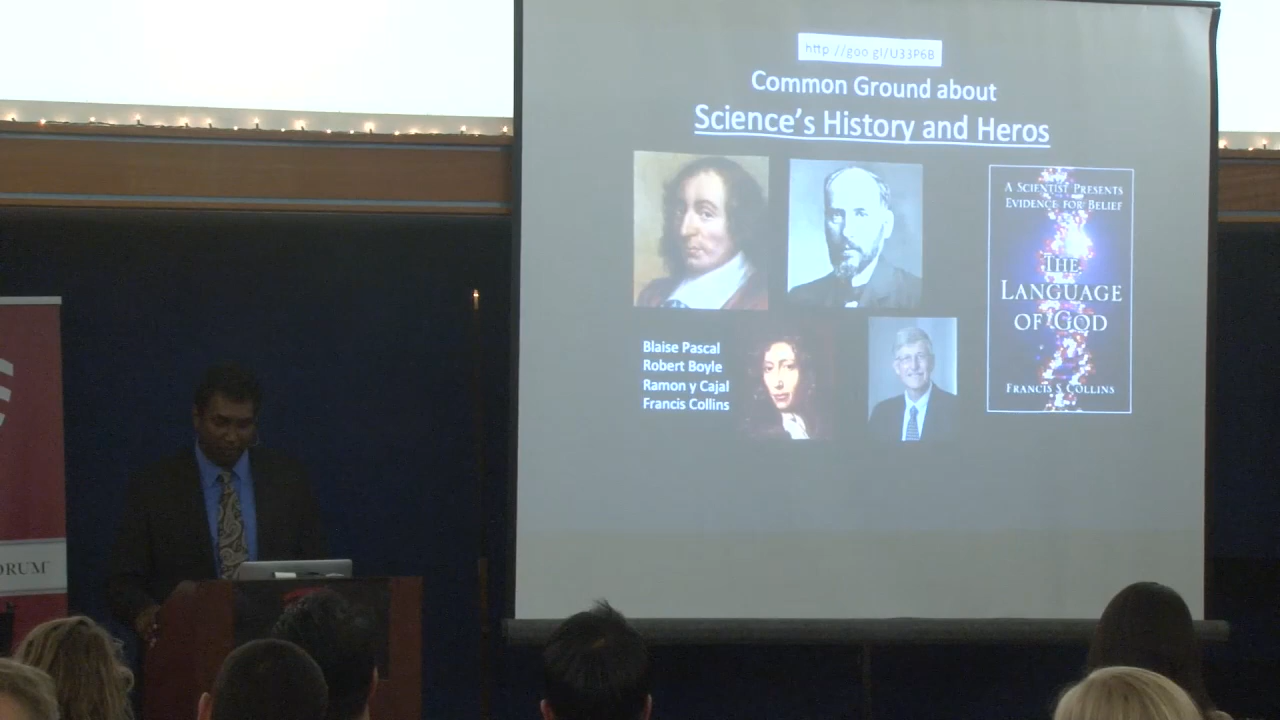 http://goo.gl/U33P6B
Common Ground about
Science's History and Heros
A SCIENTIST PRESENTS
EVIDENCE FOR BELIEF
THE
LANGUAGE
OF GOD
FRANCIS S. COLLINS
Blaise Pascal
Robert Boyle
Ramon y Cajal
Francis Collins
ORUM